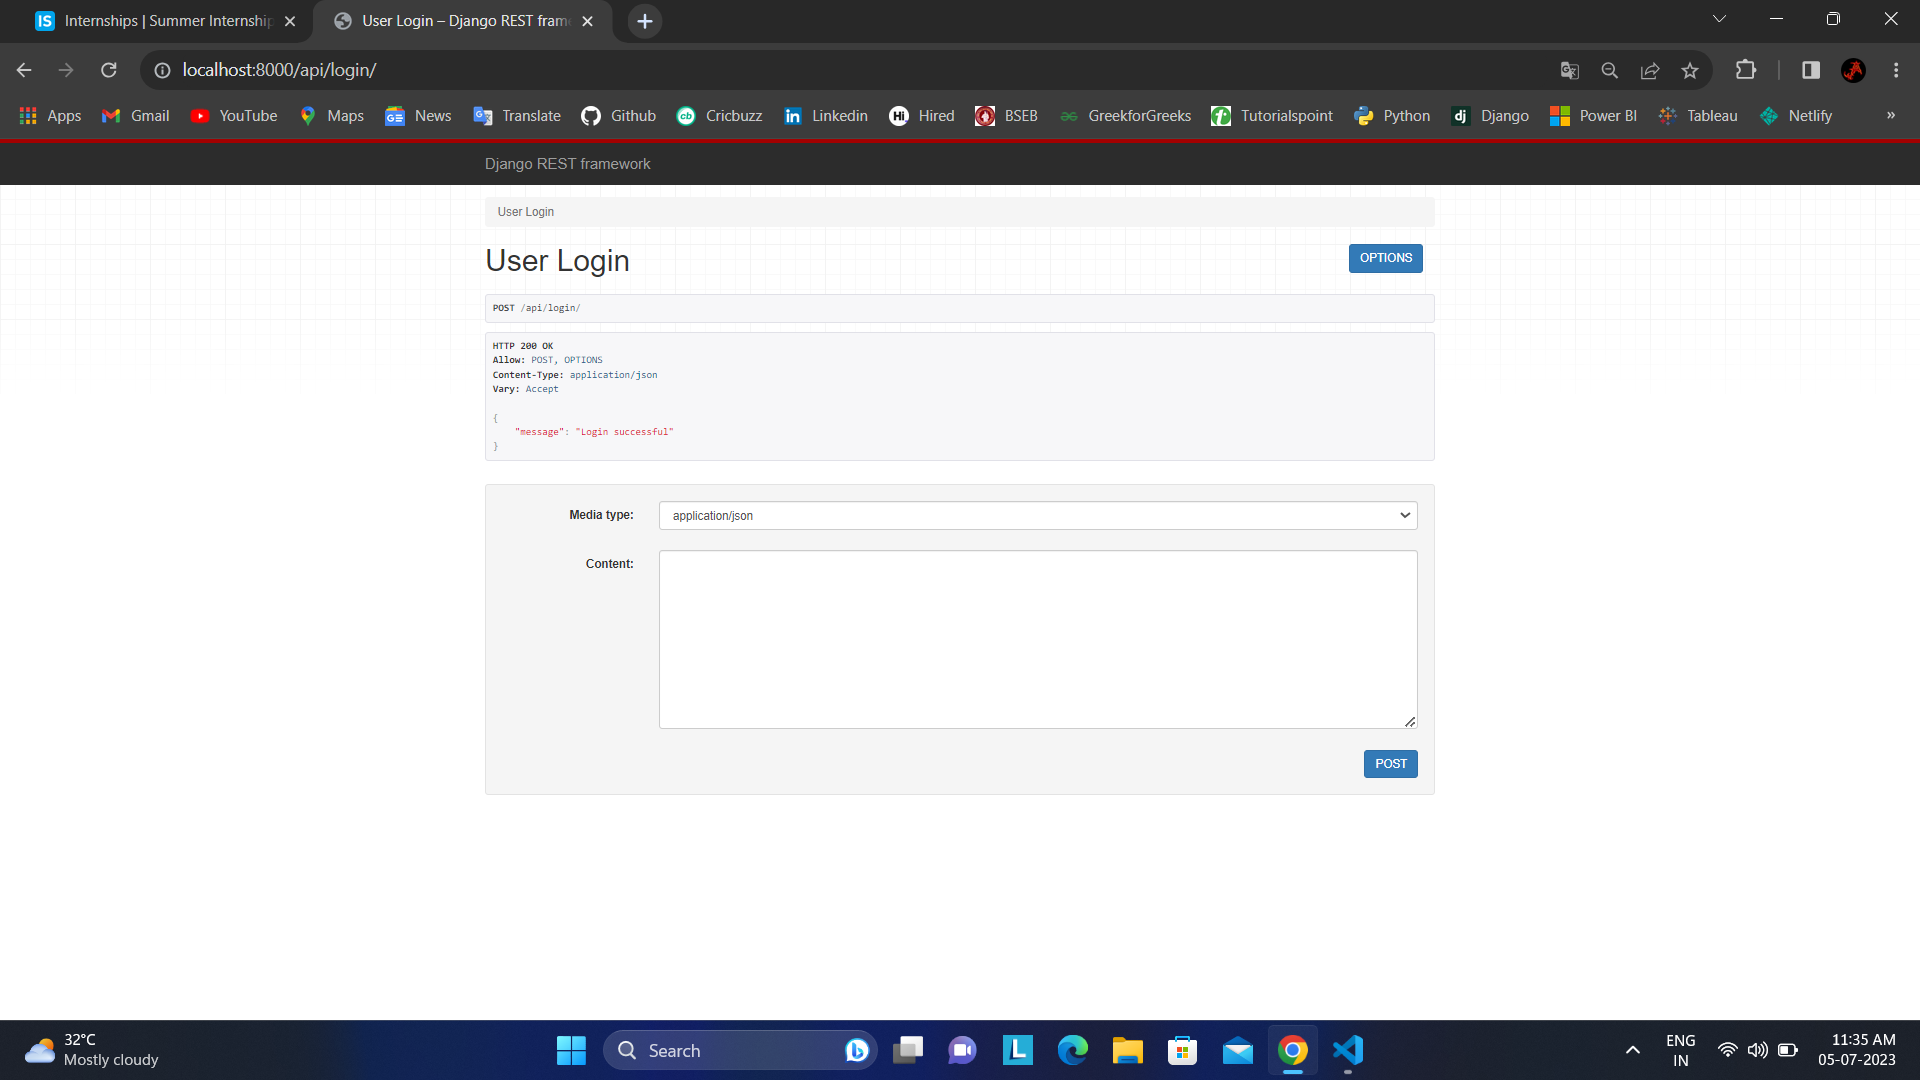 Internships | Summer Internship
User Login – Django REST fram
localhost:8000/api/login/
Apps
Gmail
YouTube
Maps
News
Translate
Github
Cricbuzz
Linkedin
Hired
BSEB
GreekforGreeks
Tutorialspoint
Python
Django
Power BI
Tableau
Netlify
»
Django REST framework
User Login
User Login
OPTIONS
POST /api/login/
HTTP 200 OK
Allow: POST, OPTIONS
Content-Type: application/json
Vary: Accept
{
"message": "Login successful"
}
Media type:
application/json
Content:
POST
32°C
Mostly cloudy
Search
ENG
IN
11:35 AM
05-07-2023